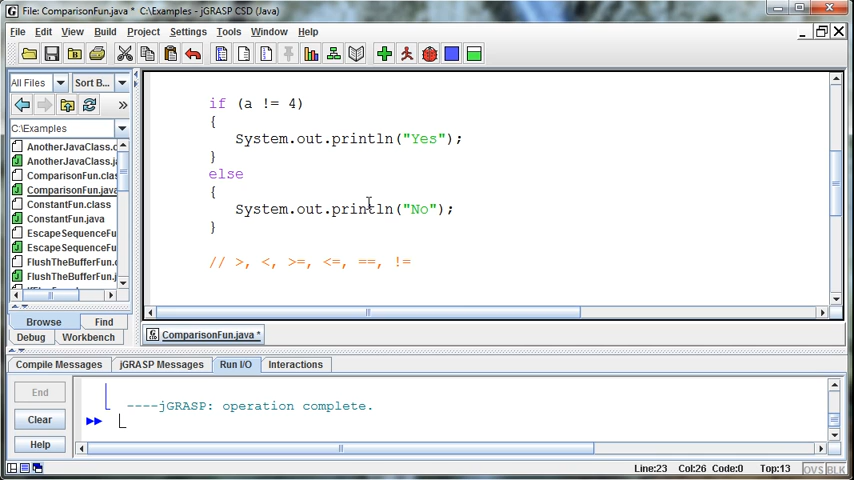 File: ComparisonFun.java * C:\Examples - jGRASP CSD (Java)
File Edit View Build Project Settings Tools Window Help
All Files Sort B...
C:\Examples
AnotherJavaClass.c
AnotherJavaClass.j
ComparisonFun.clas
ComparisonFun.java
ConstantFun.class
ConstantFun.java
EscapeSequenceFu
EscapeSequenceFu
FlushTheBufferFun.c
FlushTheBufferFun.j
Browse Find
Debug Workbench
if (a != 4)
{
System.out.println("Yes");
}
else
{
System.out.println("No");
}
// >, <, >=, <=, ==, !=
ComparisonFun.java *
Compile Messages jGRASP Messages Run I/O Interactions
End
Clear
Help
----jGRASP: operation complete.
Line:23 Col:26 Code:0 Top:13 OVS BLK